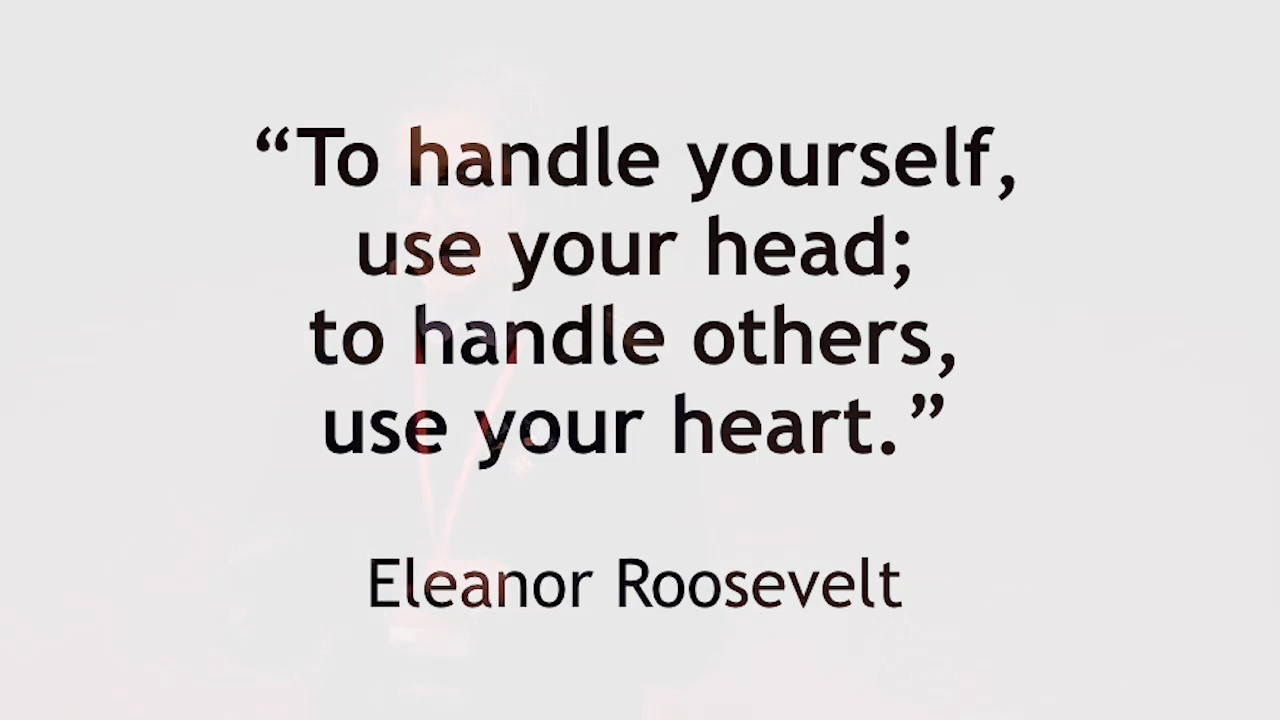 “To handle yourself,
use your head;
to handle others,
use your heart.”
Eleanor Roosevelt